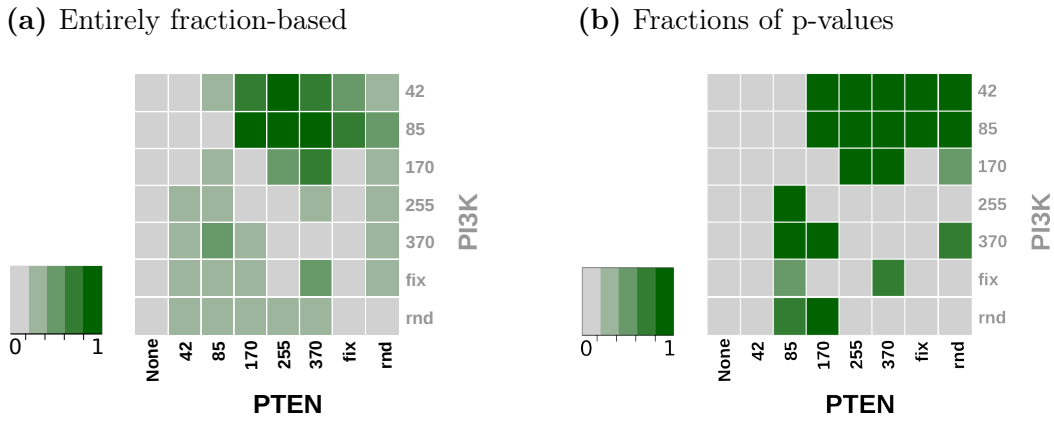 (a) Entirely fraction-based
42
85
170
255
370
fix
rnd
PI3K
0 1
None 42 85 170 255 370 fix rnd
PTEN
(b) Fractions of p-values
42
85
170
255
370
fix
rnd
PI3K
0 1
None 42 85 170 255 370 fix rnd
PTEN